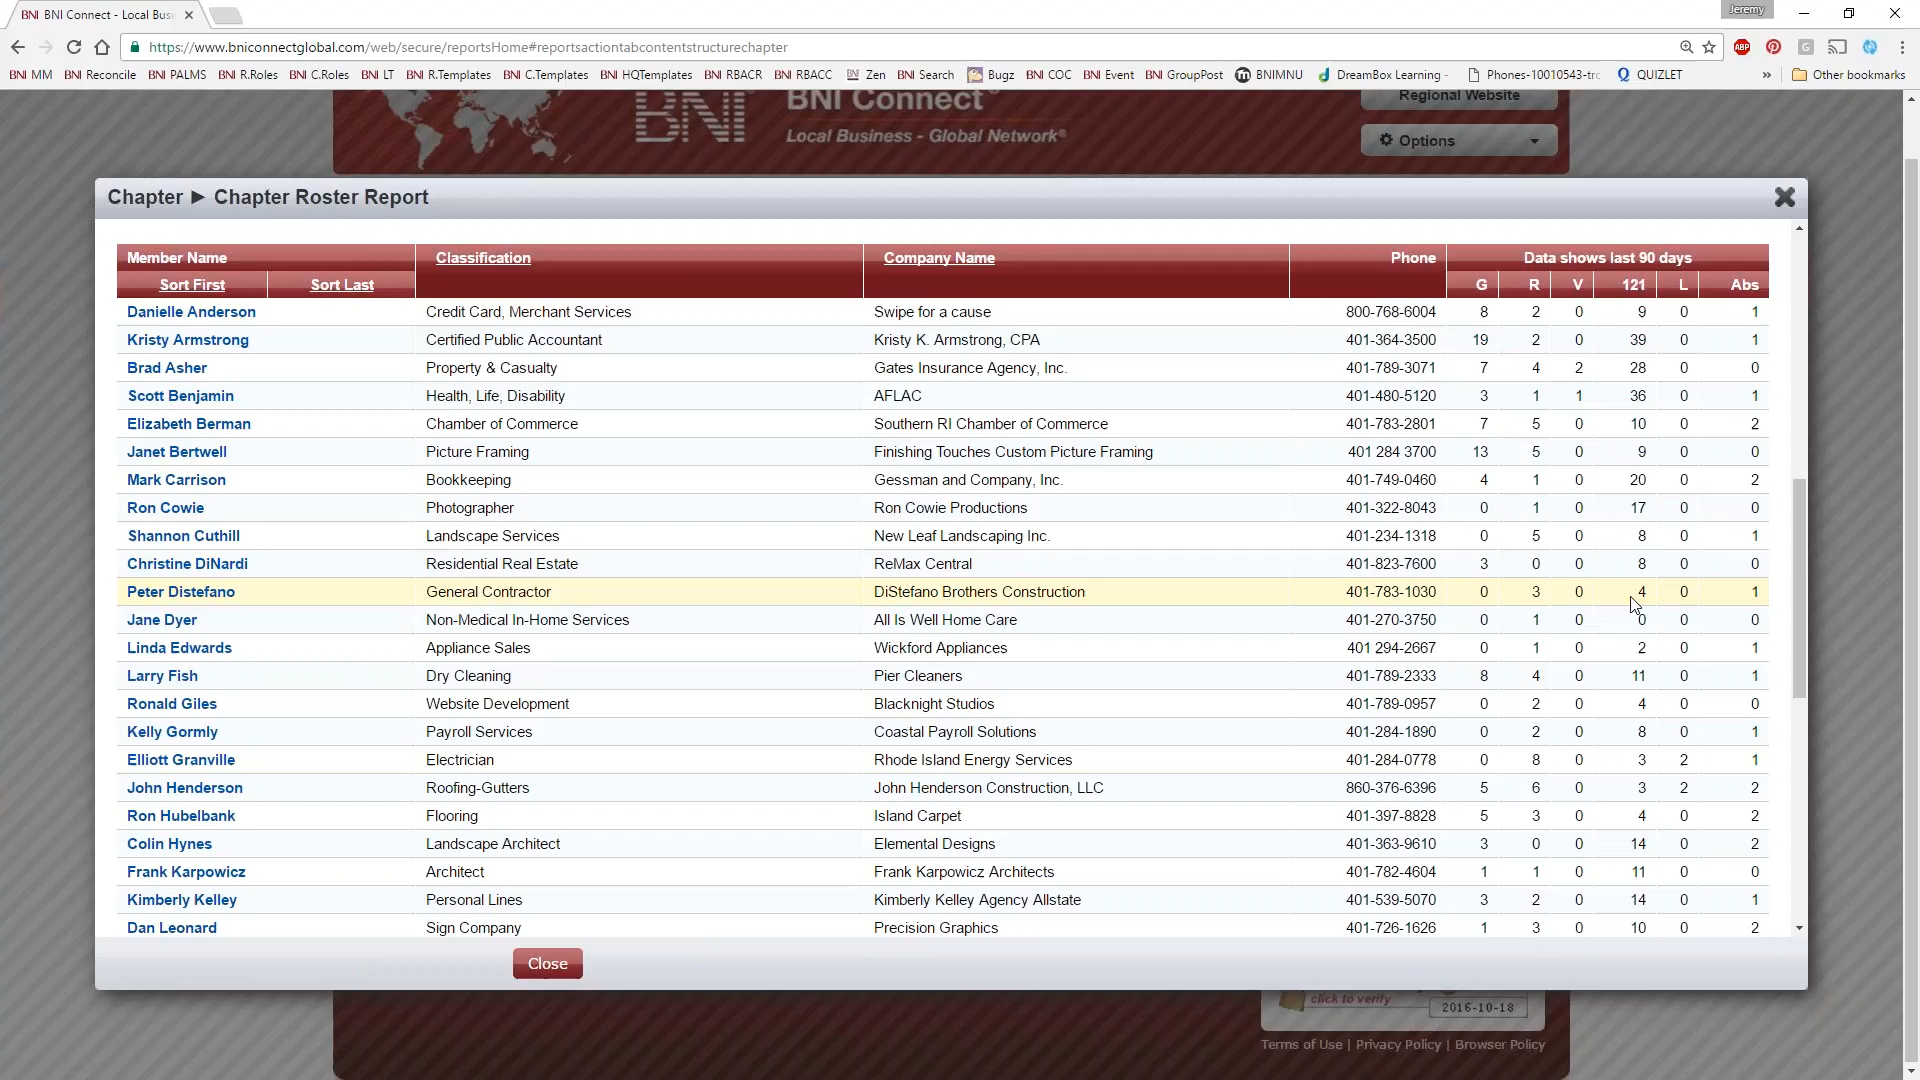 BNI BNI Connect - Local Busi
Jeremy
https://www.bniconnectglobal.com/web/secure/reportsHome#reportsactiontabcontentstructurechapter
ABP
BNI MM BNI Reconcile BNI PALMS BNI R.Roles BNI C.Roles BNI LT BNI R.Templates BNI C.Templates BNI HQTemplates BNI RBACR BNI RBACC BNI Zen BNI Search Bugz BNI COC BNI Event BNI GroupPost m BNIMNU DreamBox Learning - Phones-10010543-trc Q QUIZLET » Other bookmarks
BNI BNI Connect®
Local Business - Global Network®
Regional Website
Options
Chapter ► Chapter Roster Report
Member Name Classification Company Name Phone Data shows last 90 days
Sort First Sort Last G R V 121 L Abs
Danielle Anderson Credit Card, Merchant Services Swipe for a cause 800-768-6004 8 2 0 9 0 1
Kristy Armstrong Certified Public Accountant Kristy K. Armstrong, CPA 401-364-3500 19 2 0 39 0 1
Brad Asher Property & Casualty Gates Insurance Agency, Inc. 401-789-3071 7 4 2 28 0 0
Scott Benjamin Health, Life, Disability AFLAC 401-480-5120 3 1 1 36 0 1
Elizabeth Berman Chamber of Commerce Southern RI Chamber of Commerce 401-783-2801 7 5 0 10 0 2
Janet Bertwell Picture Framing Finishing Touches Custom Picture Framing 401 284 3700 13 5 0 9 0 0
Mark Carrison Bookkeeping Gessman and Company, Inc. 401-749-0460 4 1 0 20 0 2
Ron Cowie Photographer Ron Cowie Productions 401-322-8043 0 1 0 17 0 0
Shannon Cuthill Landscape Services New Leaf Landscaping Inc. 401-234-1318 0 5 0 8 0 1
Christine DiNardi Residential Real Estate ReMax Central 401-823-7600 3 0 0 8 0 0
Peter Distefano General Contractor DiStefano Brothers Construction 401-783-1030 0 3 0 4 0 1
Jane Dyer Non-Medical In-Home Services All Is Well Home Care 401-270-3750 0 1 0 0 0 0
Linda Edwards Appliance Sales Wickford Appliances 401 294-2667 0 1 0 2 0 1
Larry Fish Dry Cleaning Pier Cleaners 401-789-2333 8 4 0 11 0 1
Ronald Giles Website Development Blacknight Studios 401-789-0957 0 2 0 4 0 0
Kelly Gormly Payroll Services Coastal Payroll Solutions 401-284-1890 0 2 0 8 0 1
Elliott Granville Electrician Rhode Island Energy Services 401-284-0778 0 8 0 3 2 1
John Henderson Roofing-Gutters John Henderson Construction, LLC 860-376-6396 5 6 0 3 2 2
Ron Hubelbank Flooring Island Carpet 401-397-8828 5 3 0 4 0 2
Colin Hynes Landscape Architect Elemental Designs 401-363-9610 3 0 0 14 0 2
Frank Karpowicz Architect Frank Karpowicz Architects 401-782-4604 1 1 0 11 0 0
Kimberly Kelley Personal Lines Kimberly Kelley Agency Allstate 401-539-5070 3 2 0 14 0 1
Dan Leonard Sign Company Precision Graphics 401-726-1626 1 3 0 10 0 2
Close
click to verify 2016-10-18
Terms of Use | Privacy Policy | Browser Policy